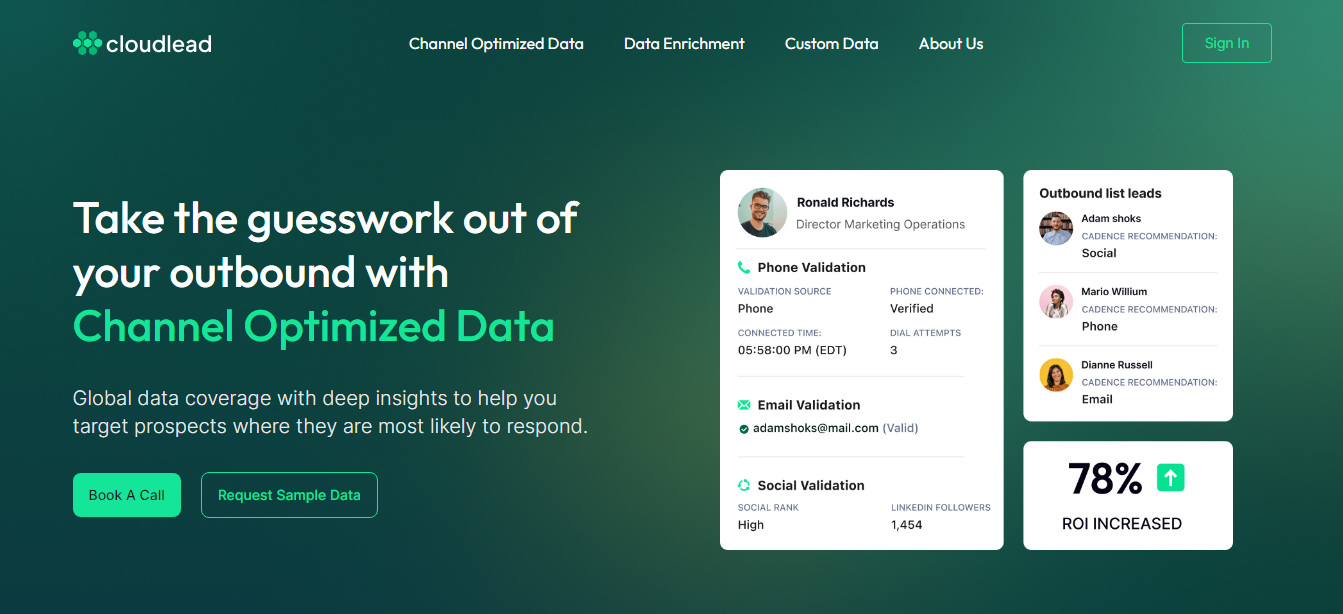 cloudlead
Channel Optimized Data
Data Enrichment
Custom Data
About Us
Sign In
Take the guesswork out of
your outbound with
Channel Optimized Data
Global data coverage with deep insights to help you
target prospects where they are most likely to respond.
Book A Call
Request Sample Data
Ronald Richards
Director Marketing Operations
Phone Validation
VALIDATION SOURCE
Phone
PHONE CONNECTED:
Verified
CONNECTED TIME:
05:58:00 PM (EDT)
DIAL ATTEMPTS
3
Email Validation
adamshoks@mail.com (Valid)
Social Validation
SOCIAL RANK
High
LINKEDIN FOLLOWERS
1,454
Outbound list leads
Adam shoks
CADENCE RECOMMENDATION:
Social
Mario Willium
CADENCE RECOMMENDATION:
Phone
Dianne Russell
CADENCE RECOMMENDATION:
Email
78%
ROI INCREASED